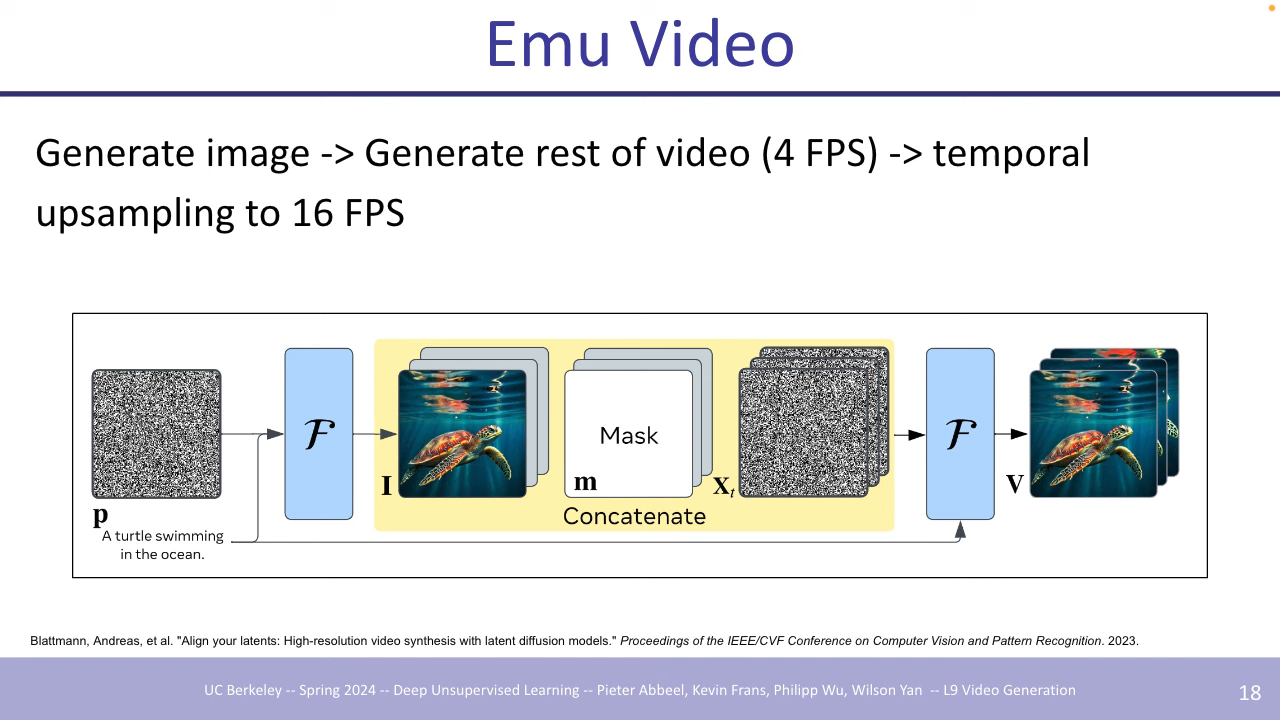 Emu Video
Generate image -> Generate rest of video (4 FPS) -> temporal
upsampling to 16 FPS
p
A turtle swimming
in the ocean.
ℱ
I
Mask
m
Xt
Concatenate
ℱ
V
Blattmann, Andreas, et al. "Align your latents: High-resolution video synthesis with latent diffusion models." Proceedings of the IEEE/CVF Conference on Computer Vision and Pattern Recognition. 2023.
UC Berkeley -- Spring 2024 -- Deep Unsupervised Learning -- Pieter Abbeel, Kevin Frans, Philipp Wu, Wilson Yan -- L9 Video Generation
18